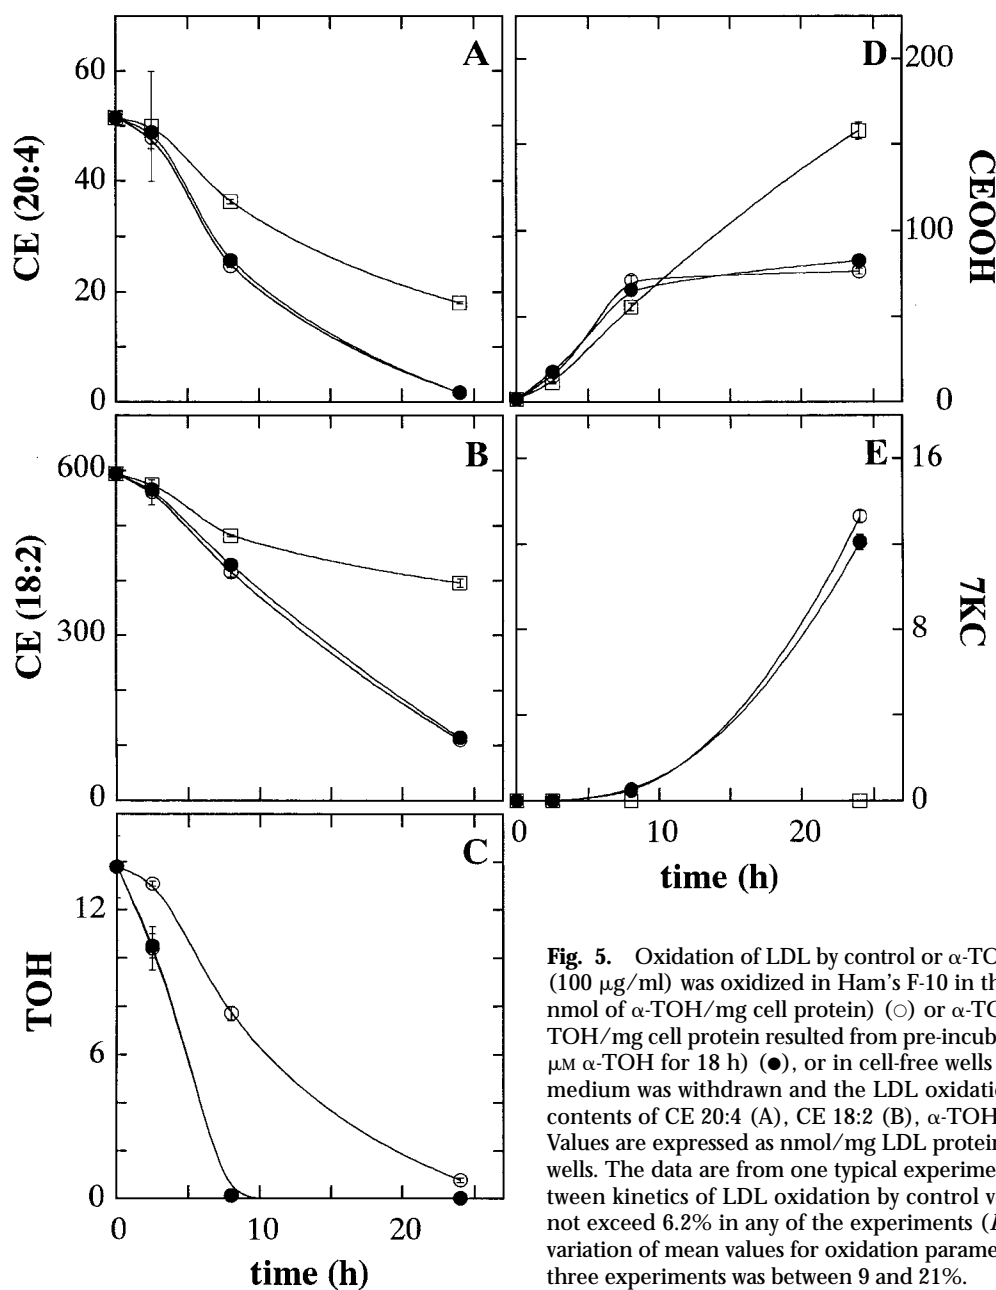 A
60
40
20
0
CE (20:4)
D
200
100
0
CEOOH
B
600
300
0
CE (18:2)
E
16
8
0
7KC
0 10 20
time (h)
C
12
6
0
TOH
0 10 20
time (h)
Fig. 5. Oxidation of LDL by control or α-TO
(100 μg/ml) was oxidized in Ham's F-10 in th
nmol of α-TOH/mg cell protein) (○) or α-TO
TOH/mg cell protein resulted from pre-incub
μM α-TOH for 18 h) (●), or in cell-free wells
medium was withdrawn and the LDL oxidatio
contents of CE 20:4 (A), CE 18:2 (B), α-TOH
Values are expressed as nmol/mg LDL protein
wells. The data are from one typical experime
tween kinetics of LDL oxidation by control v
not exceed 6.2% in any of the experiments (
variation of mean values for oxidation parame
three experiments was between 9 and 21%.